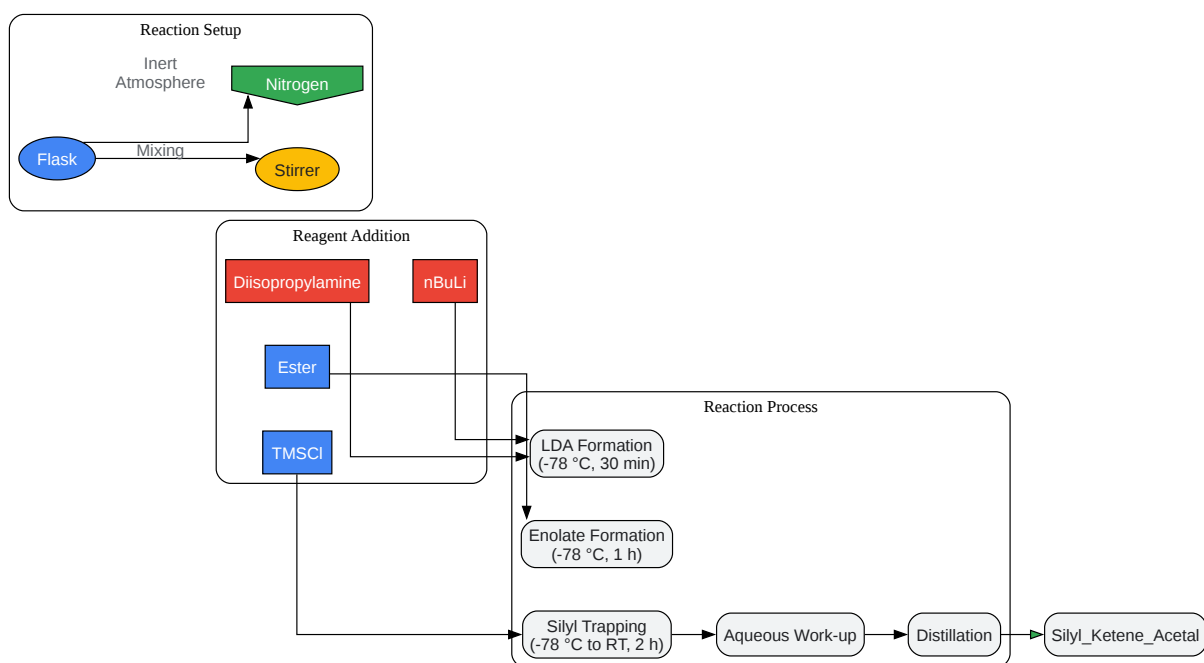 Reaction Setup
Inert
Atmosphere
Nitrogen
Flask
Mixing
Stirrer
Reagent Addition
Diisopropylamine
nBuLi
Ester
TMSCl
Reaction Process
LDA Formation
(-78 °C, 30 min)
Enolate Formation
(-78 °C, 1 h)
Silyl Trapping
(-78 °C to RT, 2 h)
Aqueous Work-up
Distillation
Silyl_Ketene_Acetal